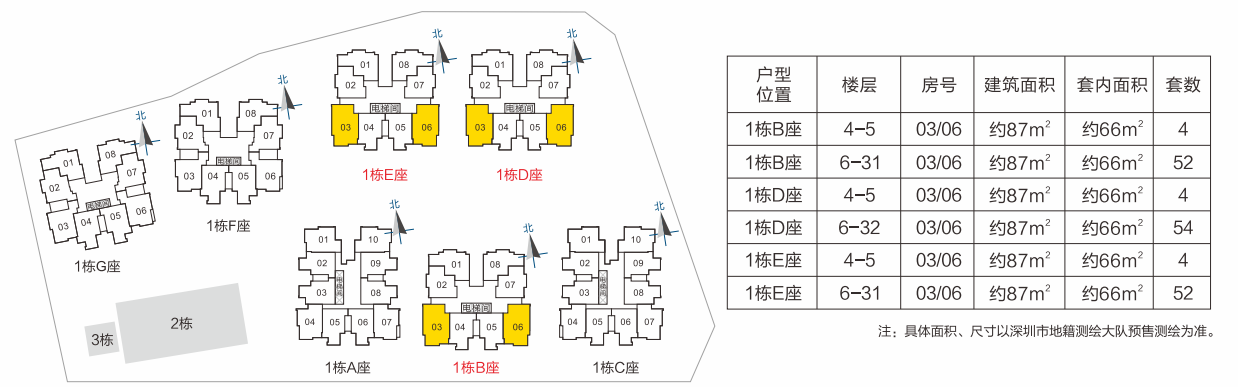 北
01 08
02 07
电梯间
03 04 05 06
1栋E座
北
01 08
02 07
电梯间
03 04 05 06
1栋D座
北
01 08
02 07
电梯间
03 04 05 06
1栋F座
北
01 08
02 07
电梯间
03 04 05 06
1栋G座
北
01 10
02 09
电梯间
03 08
04 05 06 07
1栋A座
北
01 08
02 07
电梯间
03 04 05 06
1栋B座
北
01 10
02 09
电梯间
03 08
04 05 06 07
1栋C座
2栋
3栋
户型位置 楼层 房号 建筑面积 套内面积 套数
1栋B座 4-5 03/06 约87m² 约66m² 4
1栋B座 6-31 03/06 约87m² 约66m² 52
1栋D座 4-5 03/06 约87m² 约66m² 4
1栋D座 6-32 03/06 约87m² 约66m² 54
1栋E座 4-5 03/06 约87m² 约66m² 4
1栋E座 6-31 03/06 约87m² 约66m² 52
注：具体面积、尺寸以深圳市地籍测绘大队预售测绘为准。